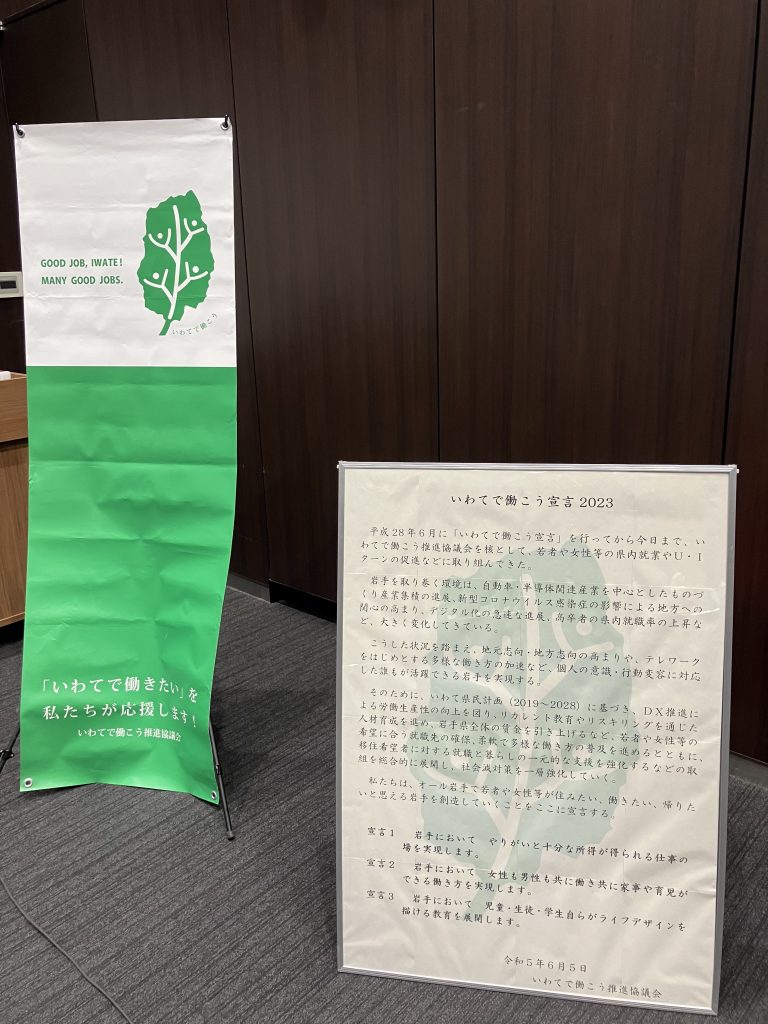 GOOD JOB, IWATE!
MANY GOOD JOBS.
いわてで働こう
「いわてで働きたい」を
私たちが応援します!
いわてで働こう推進協議会
いわてで働こう宣言2023
平成28年6月に「いわてで働こう宣言」を行ってから今日まで、い
わてで働こう推進協議会を核として、若者や女性等の県内就業やU・I
ターンの促進などに取り組んできた。
岩手を取り巻く環境は、自動車・半導体関連産業を中心としたものづ
くり産業集積の進展、新型コロナウイルス感染症の影響による地方への
関心の高まり、デジタル化の急速な進展、高卒者の県内就職率の上昇な
ど、大きく変化してきている。
こうした状況を踏まえ、地元志向・地方志向の高まりや、テレワーク
をはじめとする多様な働き方の加速など、個人の意識・行動変容に対応
した誰もが活躍できる岩手を実現する。
そのために、いわて県民計画(2019~2028)に基づき、DX推進に
よる労働生産性の向上を図り、リカレント教育やリスキリングを通じた
人材育成を進め、岩手県全体の賃金を引き上げるなど、若者や女性等の
希望に合う就職先の確保、柔軟で多様な働き方の普及を進めるとともに、
移住希望者に対する就職と暮らしの一元的な支援を強化するなどの取
組を総合的に展開し、社会減対策を一層強化していく。
私たちは、オール岩手で若者や女性等が住みたい、働きたい、帰りた
いと思える岩手を創造していくことをここに宣言する。
宣言1 岩手において やりがいと十分な所得が得られる仕事の
場を実現します。
宣言2 岩手において 女性も男性も共に働き共に家事や育児が
できる働き方を実現します。
宣言3 岩手において 児童・生徒・学生自らがライフデザインを
描ける教育を展開します。
令和5年6月5日
いわてで働こう推進協議会